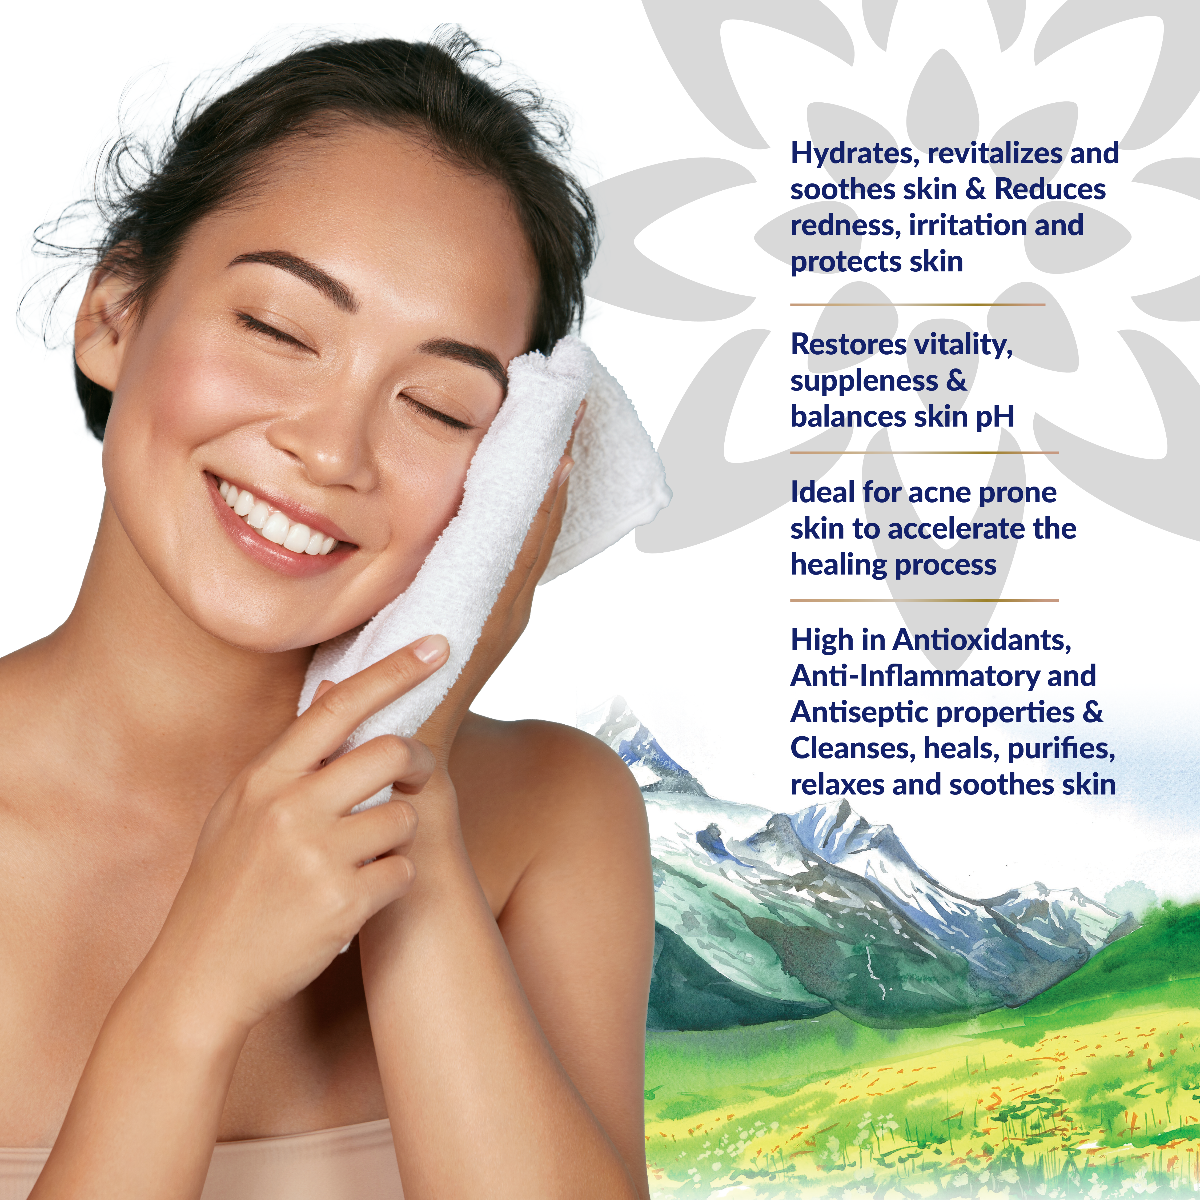 Hydrates, revitalizes and
soothes skin & Reduces
redness, irritation and
protects skin
Restores vitality,
suppleness &
balances skin pH
Ideal for acne prone
skin to accelerate the
healing process
High in Antioxidants,
Anti-Inflammatory and
Antiseptic properties &
Cleanses, heals, purifies,
relaxes and soothes skin